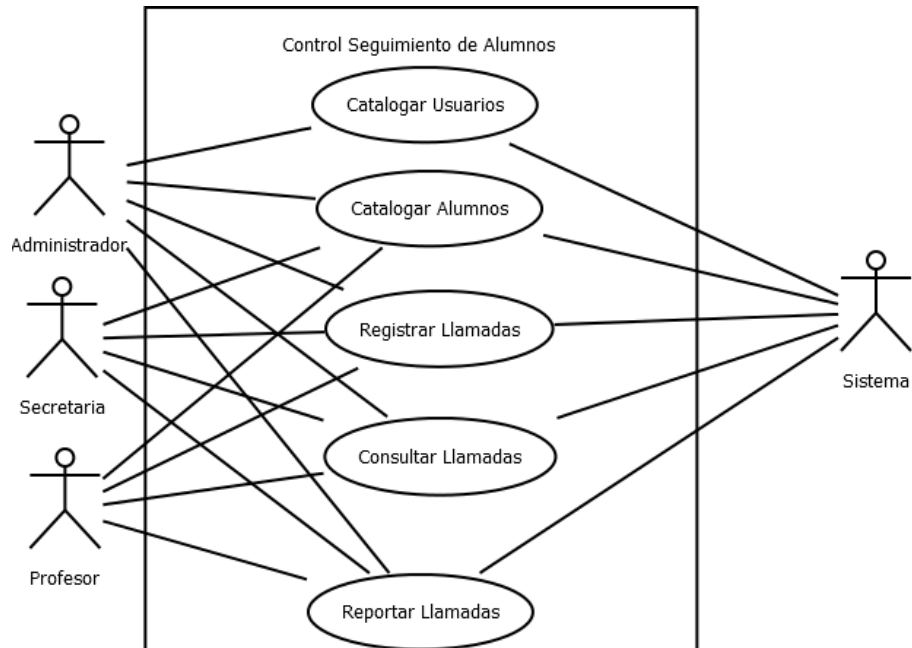 Control Seguimiento de Alumnos
Catalogar Usuarios
Catalogar Alumnos
Administrador
Registrar Llamadas
Sistema
Secretaria
Consultar Llamadas
Profesor
Reportar Llamadas